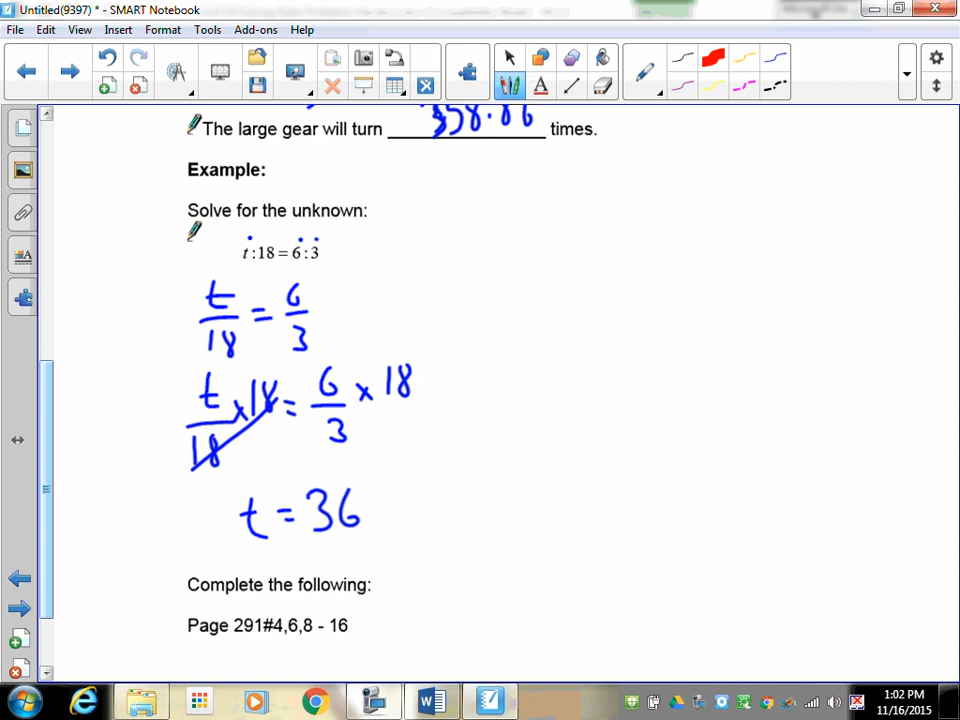 Untitled(9397) * - SMART Notebook
File Edit View Insert Format Tools Add-ons Help
The large gear will turn 358.86 times.
Example:
Solve for the unknown:
t:18 = 6:3
t/18 = 6/3
t/18 x 18 = 6/3 x 18
t = 36
Complete the following:
Page 291#4,6,8 - 16
1:02 PM
11/16/2015